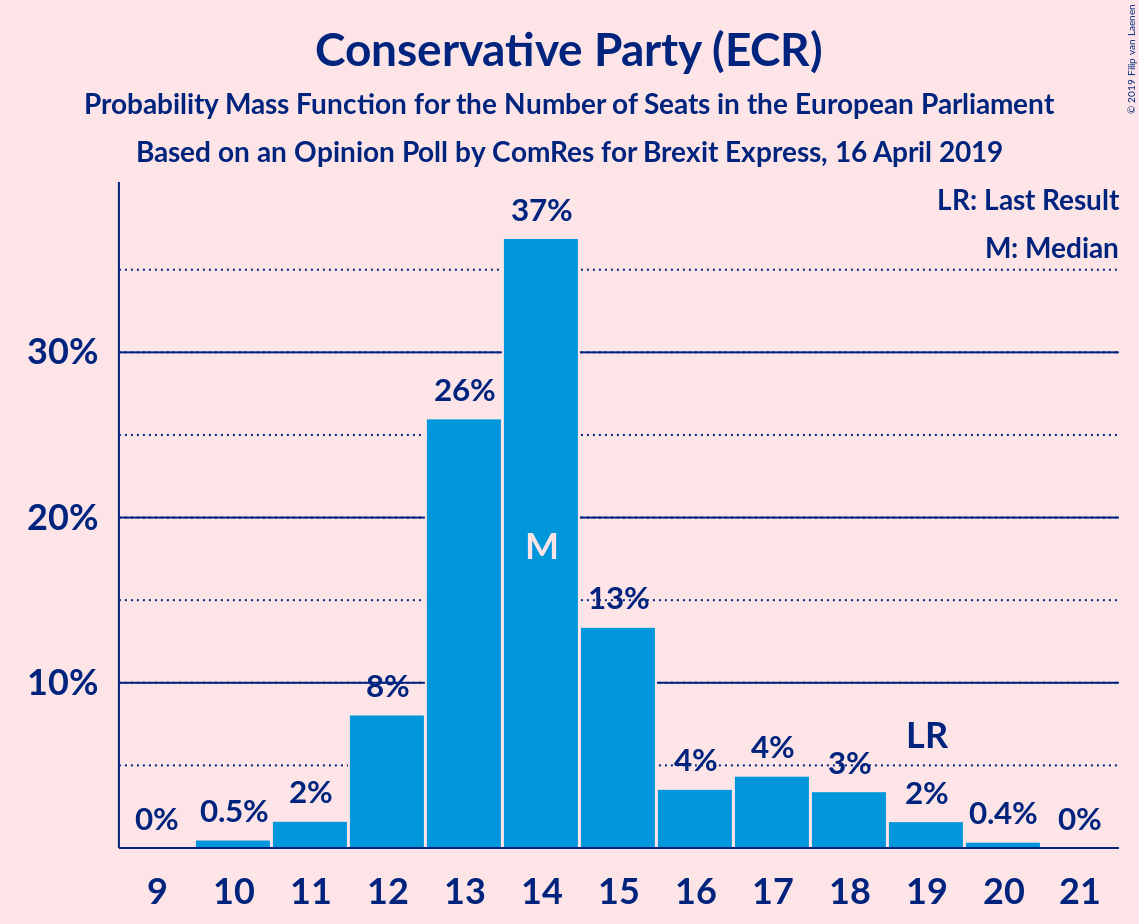 Conservative Party (ECR)
Probability Mass Function for the Number of Seats in the European Parliament
Based on an Opinion Poll by ComRes for Brexit Express, 16 April 2019
© 2019 Filip van Laenen
LR: Last Result
M: Median
30%
20%
10%
0%
0.5%
2%
8%
26%
37%
M
13%
4%
4%
3%
LR
2%
0.4%
0%
9 10 11 12 13 14 15 16 17 18 19 20 21